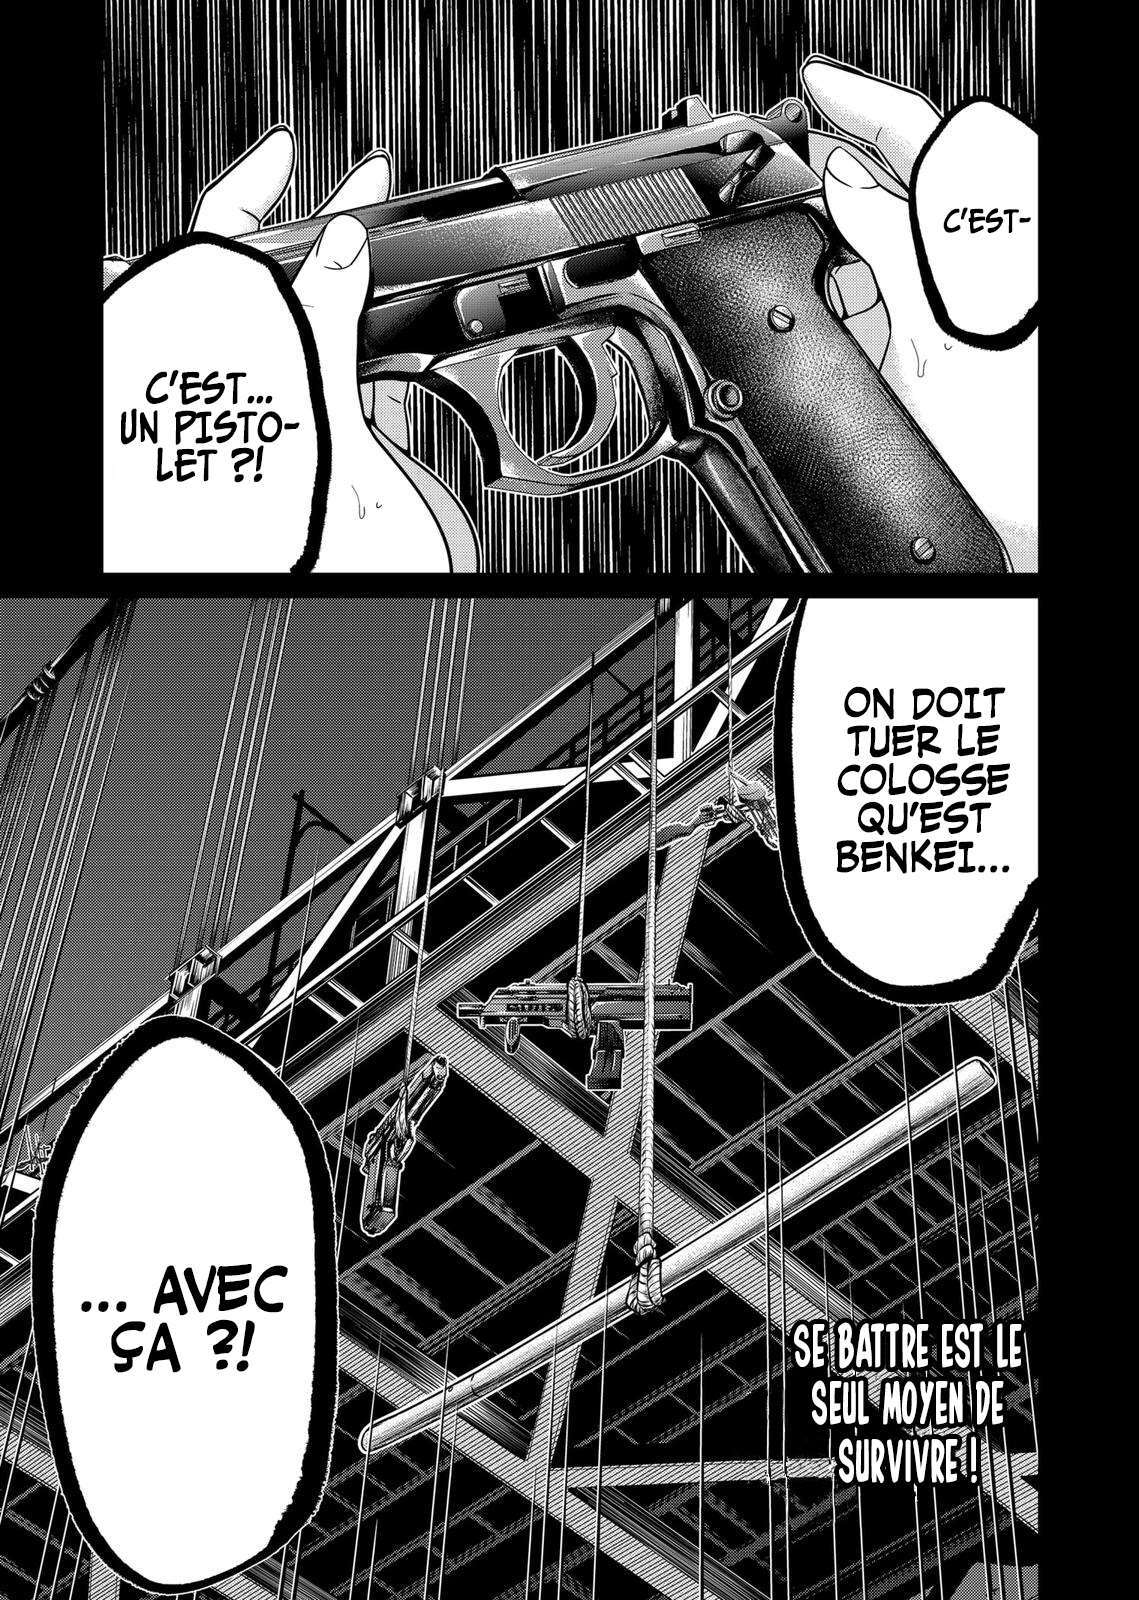 C'EST-
C'EST...
UN PISTO-
LET ?!
ON DOIT
TUER LE
COLOSSE
QU'EST
BENKEI...
... AVEC
ÇA ?!
SE BATTRE EST LE
SEUL MOYEN DE
SURVIVRE !